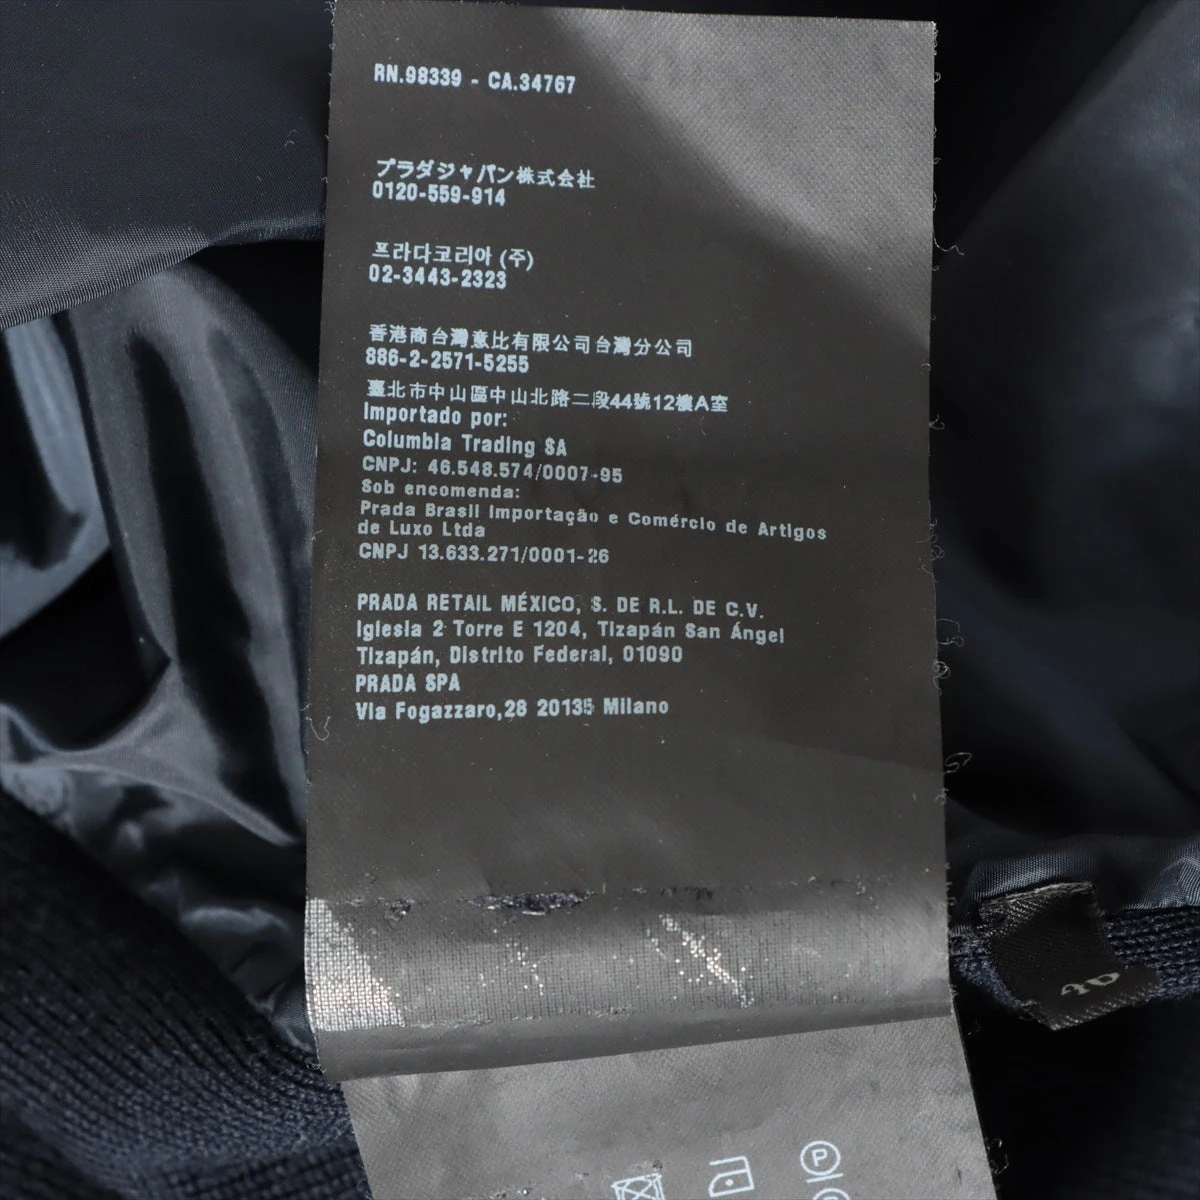 RN.98339 - CA.34767
プラダジャパン株式会社
0120-559-914
프라다코리아 (주)
02-3443-2323
香港商台灣意比有限公司台灣分公司
886-2-2571-5255
臺北市中山區中山北路二段44號12樓A室
Importado por:
Columbia Trading SA
CNPJ: 46.548.574/0007-95
Sob encomenda:
Prada Brasil Importação e Comércio de Artigos
de Luxo Ltda
CNPJ 13.633.271/0001-26
PRADA RETAIL MÉXICO, S. DE R.L. DE C.V.
Iglesia 2 Torre E 1204, Tizapán San Ángel
Tizapán, Distrito Federal, 01090
PRADA SPA
Via Fogazzaro,28 20135 Milano
40
P